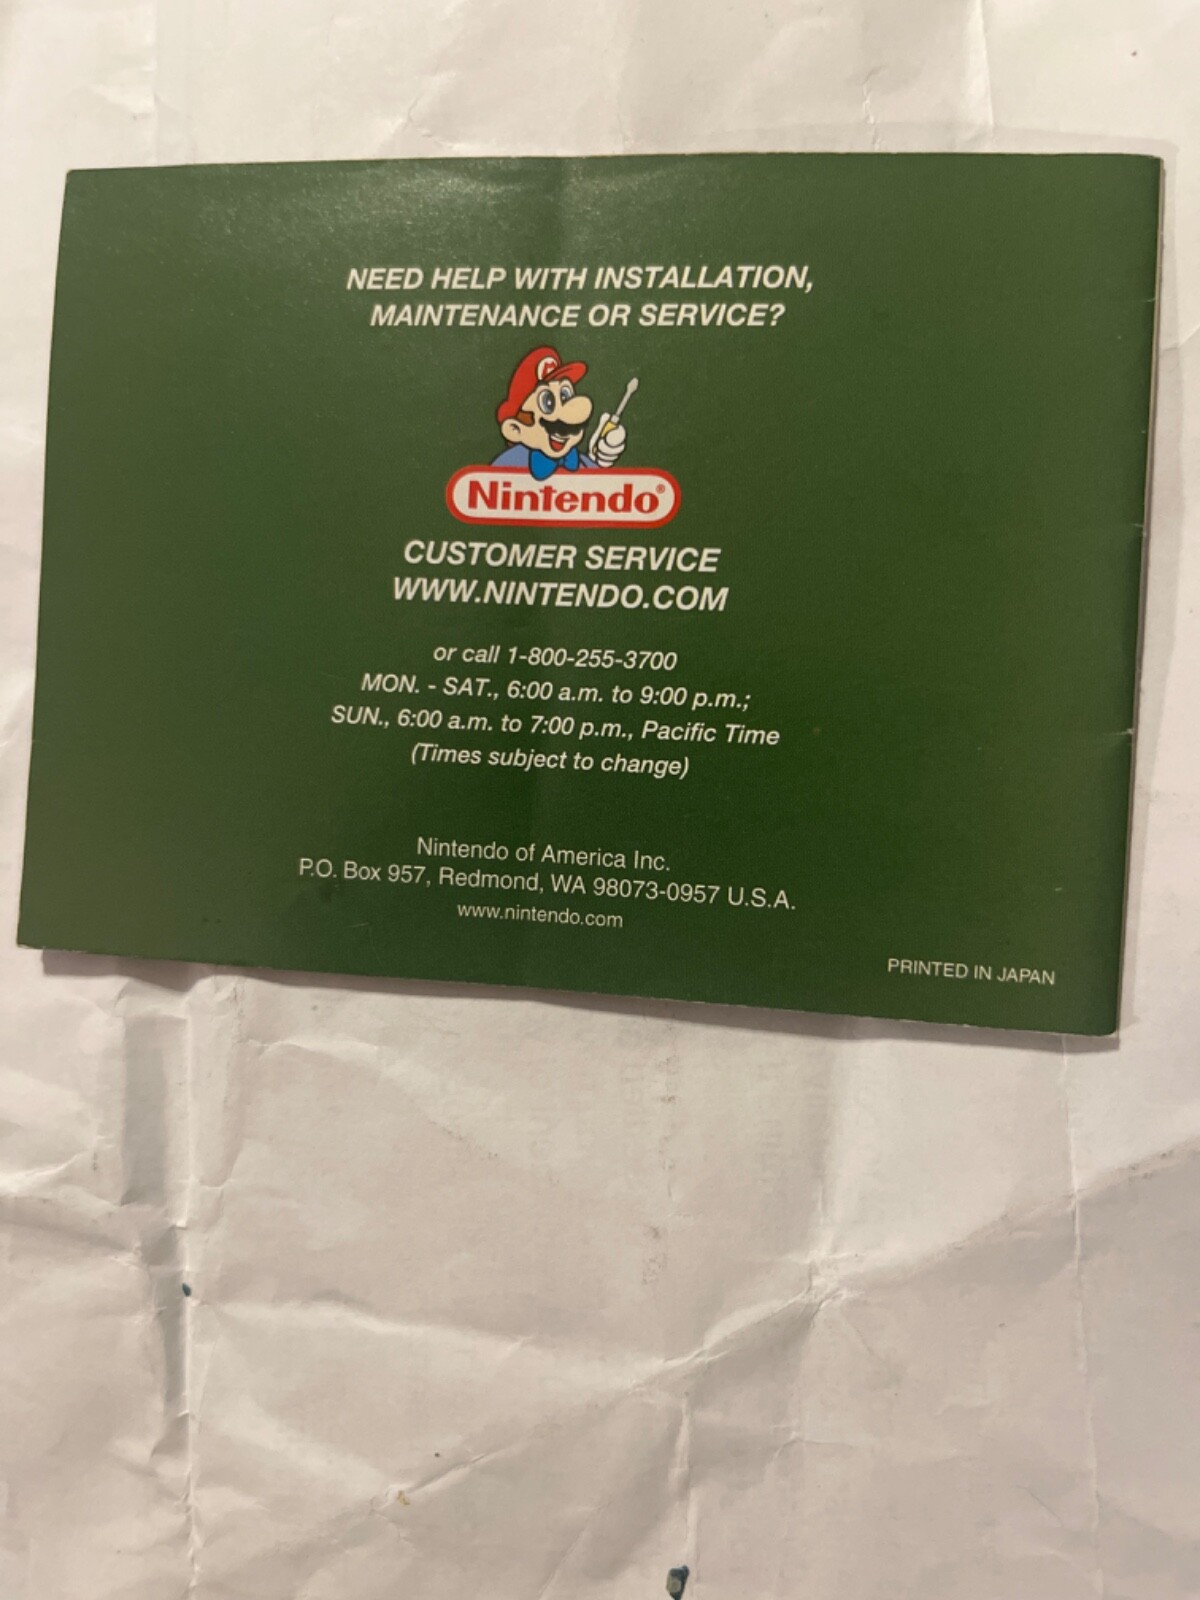 NEED HELP WITH INSTALLATION,
MAINTENANCE OR SERVICE?
M
Nintendo®
CUSTOMER SERVICE
WWW.NINTENDO.COM
or call 1-800-255-3700
MON. - SAT., 6:00 a.m. to 9:00 p.m.;
SUN., 6:00 a.m. to 7:00 p.m., Pacific Time
(Times subject to change)
Nintendo of America Inc.
P.O. Box 957, Redmond, WA 98073-0957 U.S.A.
www.nintendo.com
PRINTED IN JAPAN